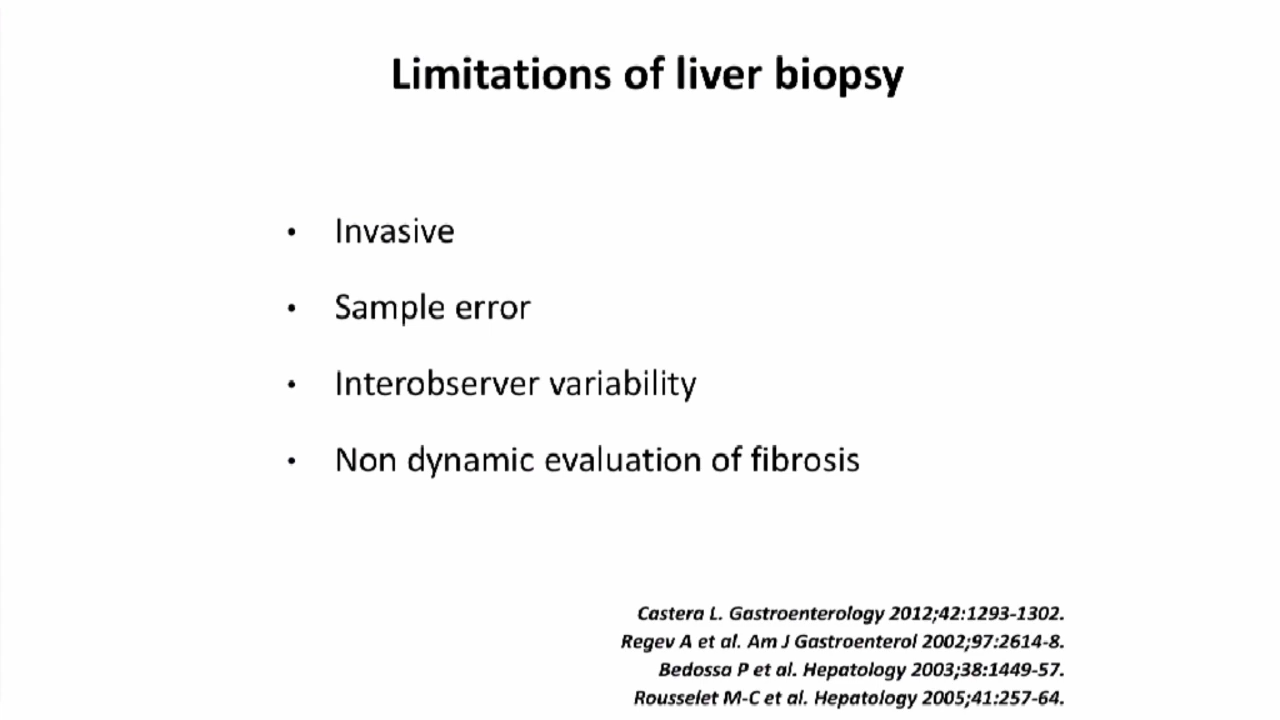 Limitations of liver biopsy
• Invasive
• Sample error
• Interobserver variability
• Non dynamic evaluation of fibrosis
Castera L. Gastroenterology 2012;42:1293-1302.
Regev A et al. Am J Gastroenterol 2002;97:2614-8.
Bedossa P et al. Hepatology 2003;38:1449-57.
Rousselet M-C et al. Hepatology 2005;41:257-64.